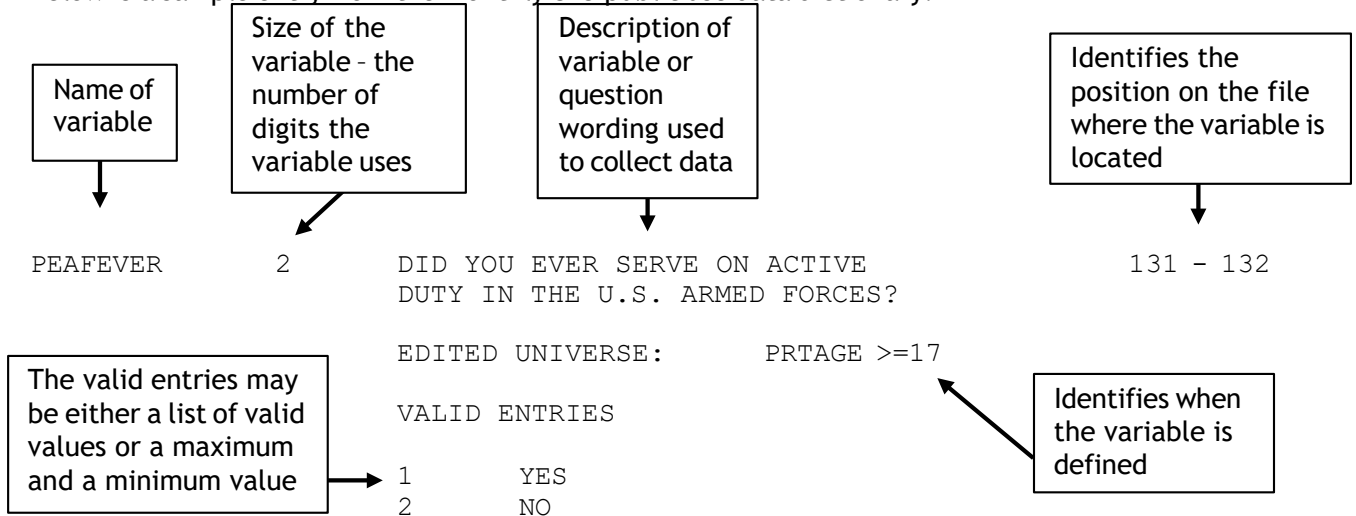 Size of the
variable – the
number of
digits the
variable uses
Description of
variable or
question
wording used
to collect data
Identifies the
position on the file
where the variable is
located
Name of
variable
PEAFEVER 2 DID YOU EVER SERVE ON ACTIVE 131 - 132
DUTY IN THE U.S. ARMED FORCES?
EDITED UNIVERSE: PRTAGE >=17
The valid entries may
be either a list of valid
values or a maximum
and a minimum value
VALID ENTRIES
Identifies when
the variable is
defined
1 YES
2 NO